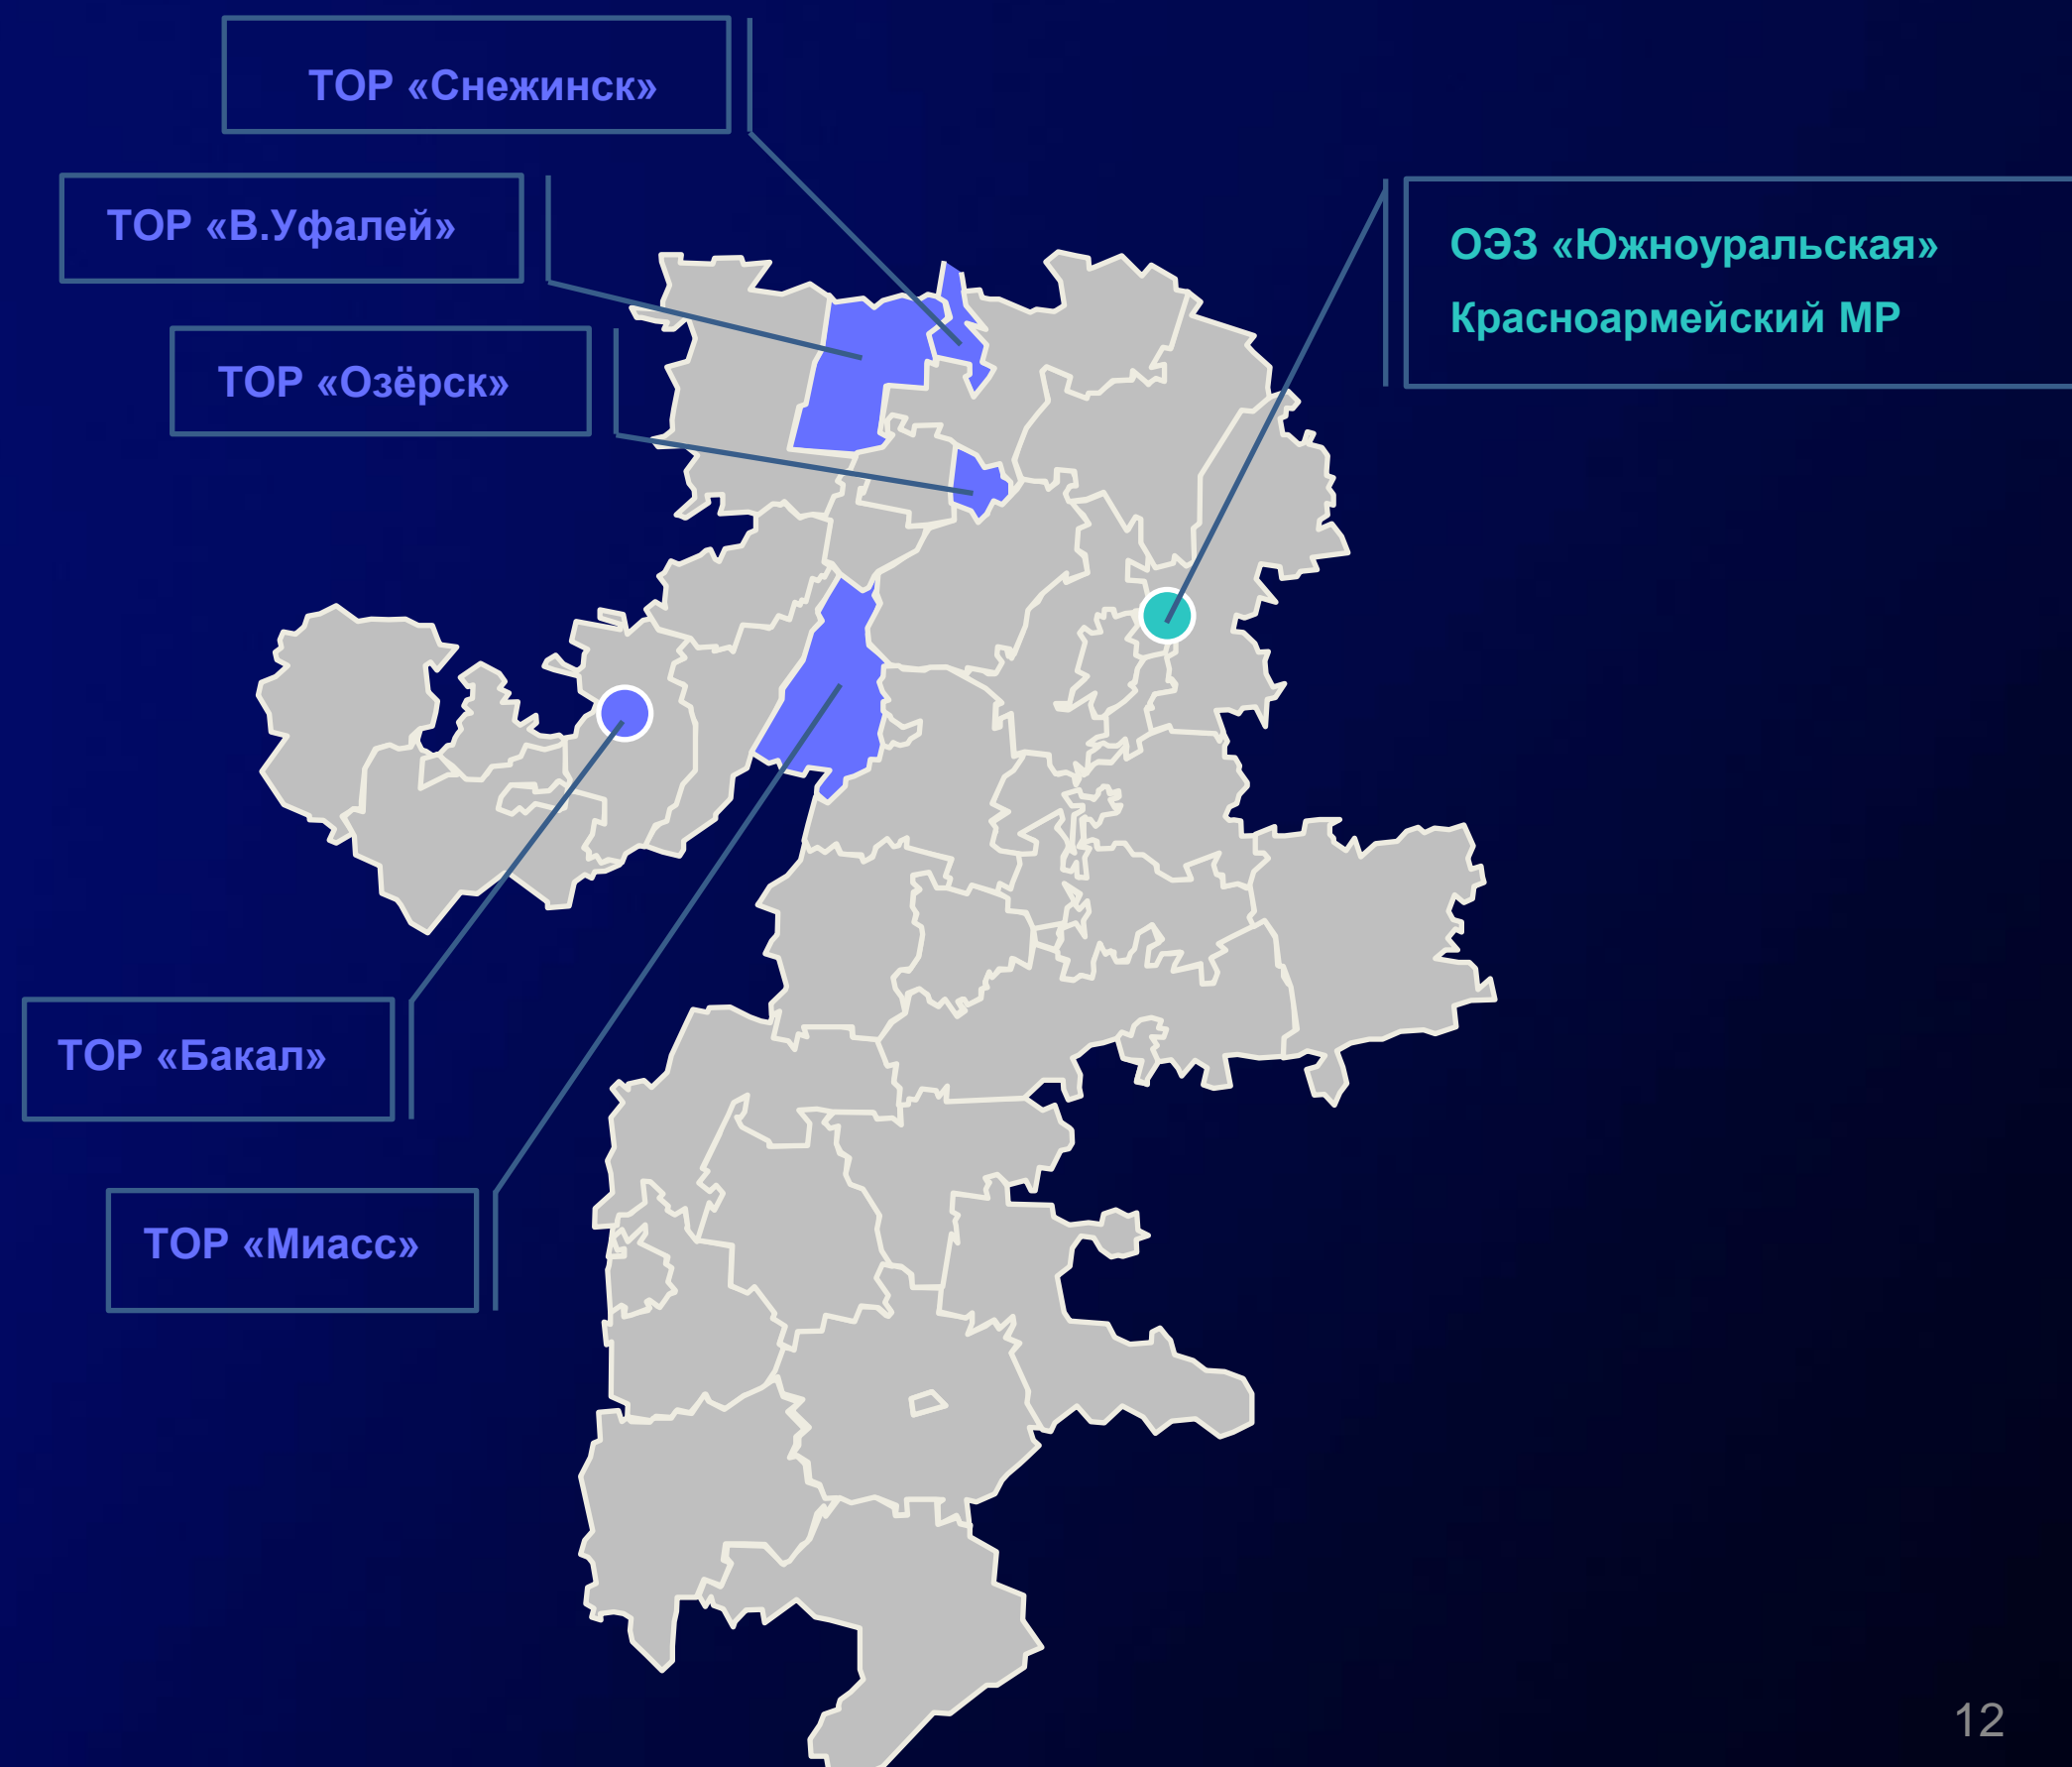 ТОР «Снежинск»
ТОР «В.Уфалей»
ТОР «Озёрск»
ОЭЗ «Южноуральская»
Красноармейский МР
ТОР «Бакал»
ТОР «Миасс»
12